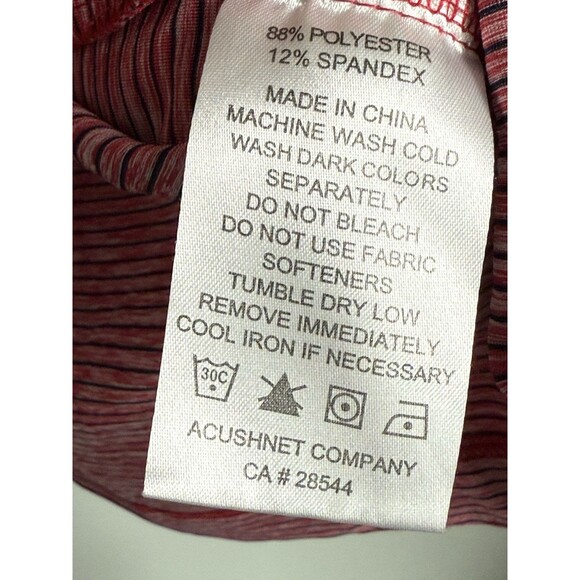 88% POLYESTER
12% SPANDEX
MADE IN CHINA
MACHINE WASH COLD
WASH DARK COLORS
SEPARATELY
DO NOT BLEACH
DO NOT USE FABRIC
SOFTENERS
TUMBLE DRY LOW
REMOVE IMMEDIATELY
COOL IRON IF NECESSARY
30C
ACUSHNET COMPANY
CA # 28544